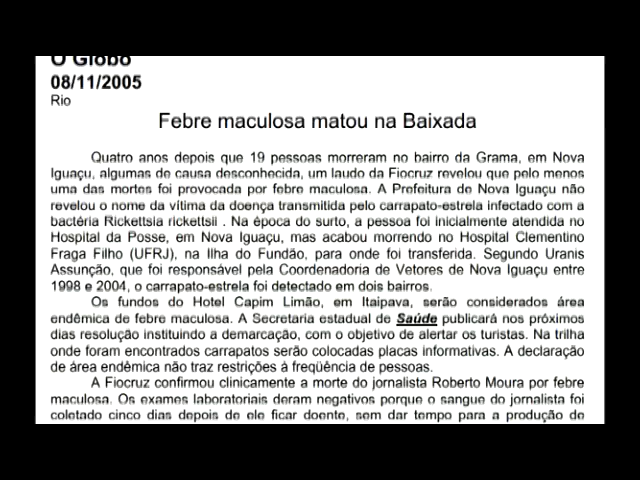 O Globo
08/11/2005
Rio
Febre maculosa matou na Baixada
Quatro anos depois que 19 pessoas morreram no bairro da Grama, em Nova
Iguaçu, algumas de causa desconhecida, um laudo da Fiocruz revelou que pelo menos
uma das mortes foi provocada por febre maculosa. A Prefeitura de Nova Iguaçu não
revelou o nome da vítima da doença transmitida pelo carrapato-estrela infectado com a
bactéria Rickettsia rickettsii . Na época do surto, a pessoa foi inicialmente atendida no
Hospital da Posse, em Nova Iguaçu, mas acabou morrendo no Hospital Clementino
Fraga Filho (UFRJ), na Ilha do Fundão, para onde foi transferida. Segundo Uranis
Assunção, que foi responsável pela Coordenadoria de Vetores de Nova Iguaçu entre
1998 e 2004, o carrapato-estrela foi detectado em dois bairros.
Os fundos do Hotel Capim Limão, em Itaipava, serão considerados área
endêmica de febre maculosa. A Secretaria estadual de Saúde publicará nos próximos
dias resolução instituindo a demarcação, com o objetivo de alertar os turistas. Na trilha
onde foram encontrados carrapatos serão colocadas placas informativas. A declaração
de área endêmica não traz restrições à freqüência de pessoas.
A Fiocruz confirmou clinicamente a morte do jornalista Roberto Moura por febre
maculosa. Os exames laboratoriais deram negativos porque o sangue do jornalista foi
coletado cinco dias depois de ele ficar doente, sem dar tempo para a produção de